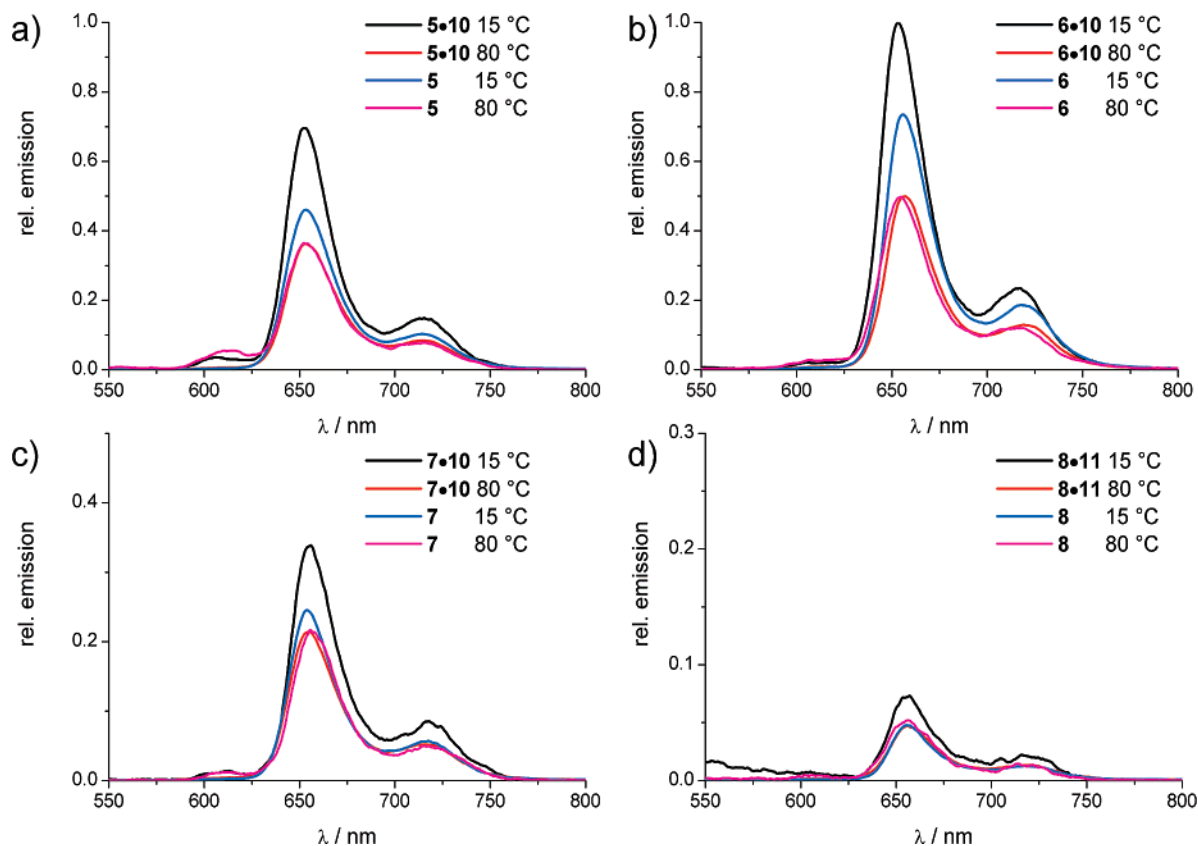 a)
5•10 15 °C
5•10 80 °C
5 15 °C
5 80 °C
1.0
0.8
0.6
0.4
0.2
0.0
rel. emission
550 600 650 700 750 800
λ / nm
b)
6•10 15 °C
6•10 80 °C
6 15 °C
6 80 °C
1.0
0.8
0.6
0.4
0.2
0.0
rel. emission
550 600 650 700 750 800
λ / nm
c)
7•10 15 °C
7•10 80 °C
7 15 °C
7 80 °C
0.4
0.2
0.0
rel. emission
550 600 650 700 750 800
λ / nm
d)
8•11 15 °C
8•11 80 °C
8 15 °C
8 80 °C
0.3
0.2
0.1
0.0
rel. emission
550 600 650 700 750 800
λ / nm